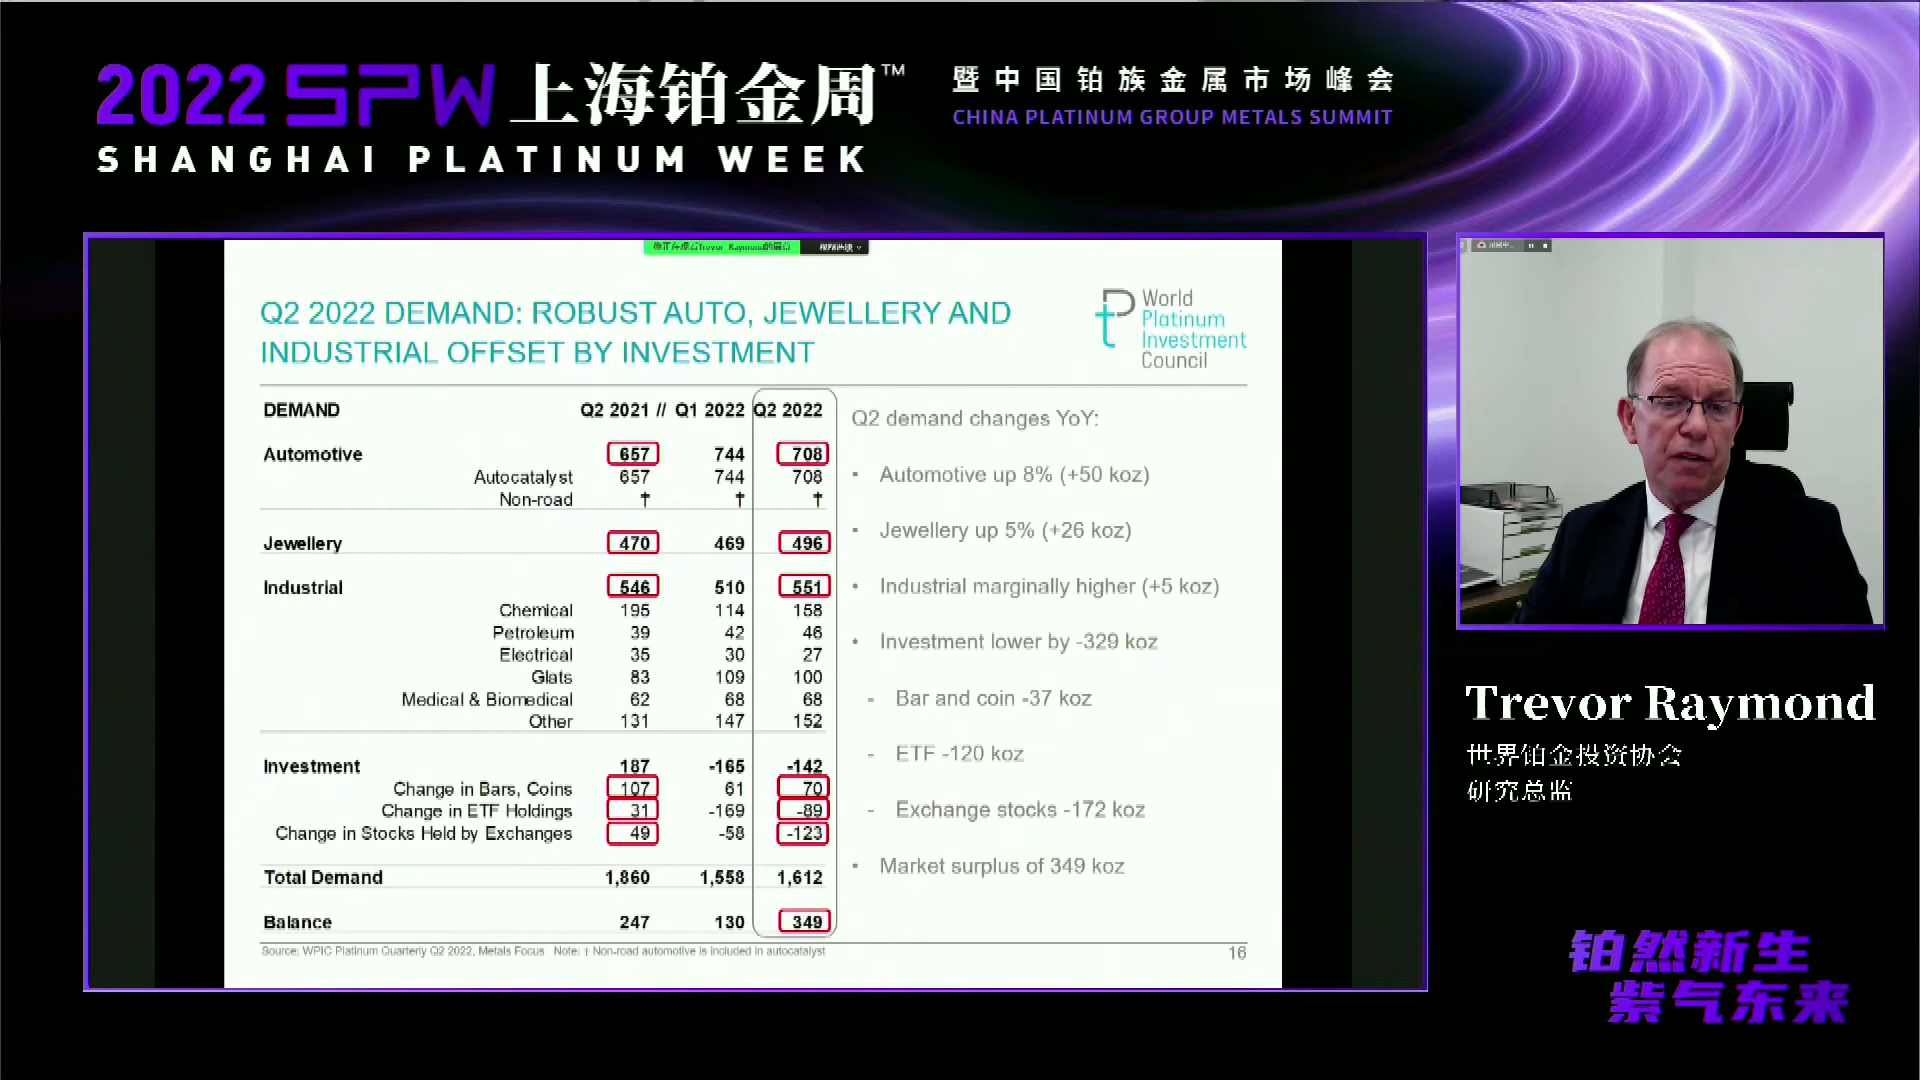 2022 SPW 上海铂金周™
SHANGHAI PLATINUM WEEK
暨中国铂族金属市场峰会
CHINA PLATINUM GROUP METALS SUMMIT
Q2 2022 DEMAND: ROBUST AUTO, JEWELLERY AND
INDUSTRIAL OFFSET BY INVESTMENT
World
Platinum
Investment
Council
DEMAND Q2 2021 // Q1 2022 Q2 2022
Automotive 657 744 708
Autocatalyst 657 744 708
Non-road † † †
Jewellery 470 469 496
Industrial 546 510 551
Chemical 195 114 158
Petroleum 39 42 46
Electrical 35 30 27
Glats 83 109 100
Medical & Biomedical 62 68 68
Other 131 147 152
Investment 187 -165 -142
Change in Bars, Coins 107 61 70
Change in ETF Holdings 31 -169 -89
Change in Stocks Held by Exchanges 49 -58 -123
Total Demand 1,860 1,558 1,612
Balance 247 130 349
Source: WPIC Platinum Quarterly Q2 2022, Metals Focus Note: † Non-road automotive is included in autocatalyst
Q2 demand changes YoY:
• Automotive up 8% (+50 koz)
• Jewellery up 5% (+26 koz)
• Industrial marginally higher (+5 koz)
• Investment lower by -329 koz
- Bar and coin -37 koz
- ETF -120 koz
- Exchange stocks -172 koz
• Market surplus of 349 koz
16
Trevor Raymond
世界铂金投资协会
研究总监
铂然新生
紫气东来